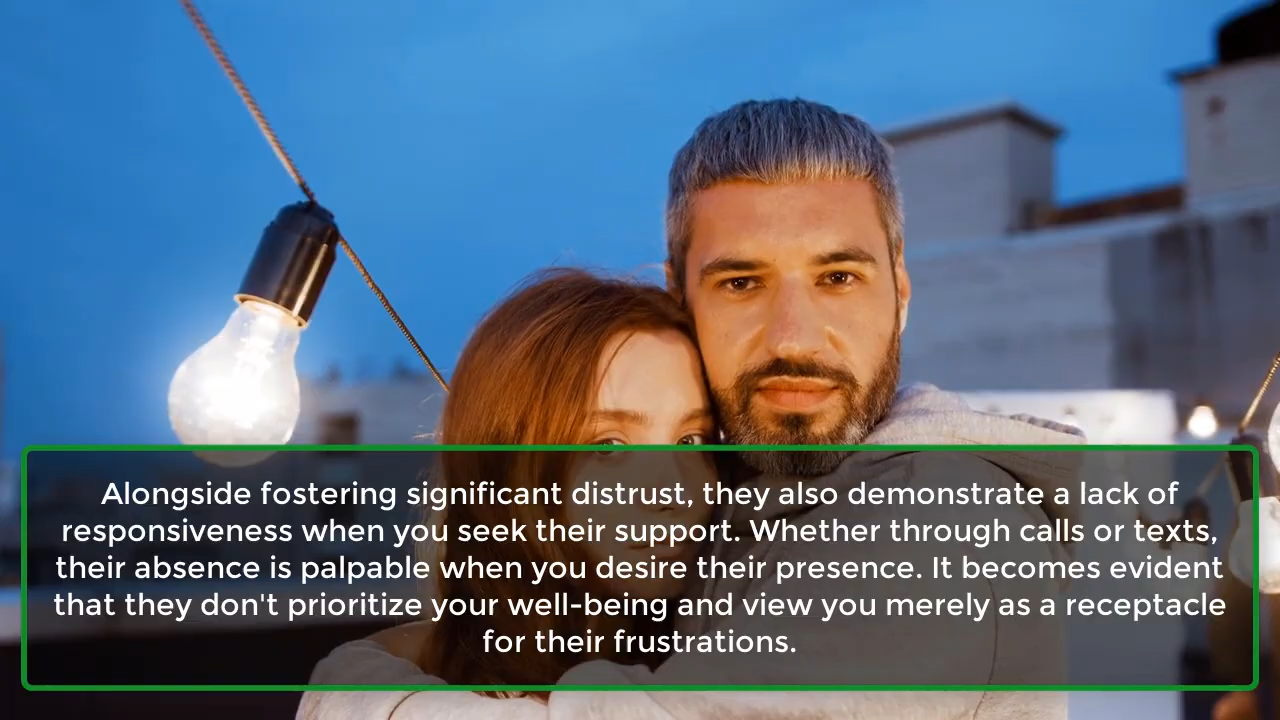 Alongside fostering significant distrust, they also demonstrate a lack of
responsiveness when you seek their support. Whether through calls or texts,
their absence is palpable when you desire their presence. It becomes evident
that they don't prioritize your well-being and view you merely as a receptacle
for their frustrations.